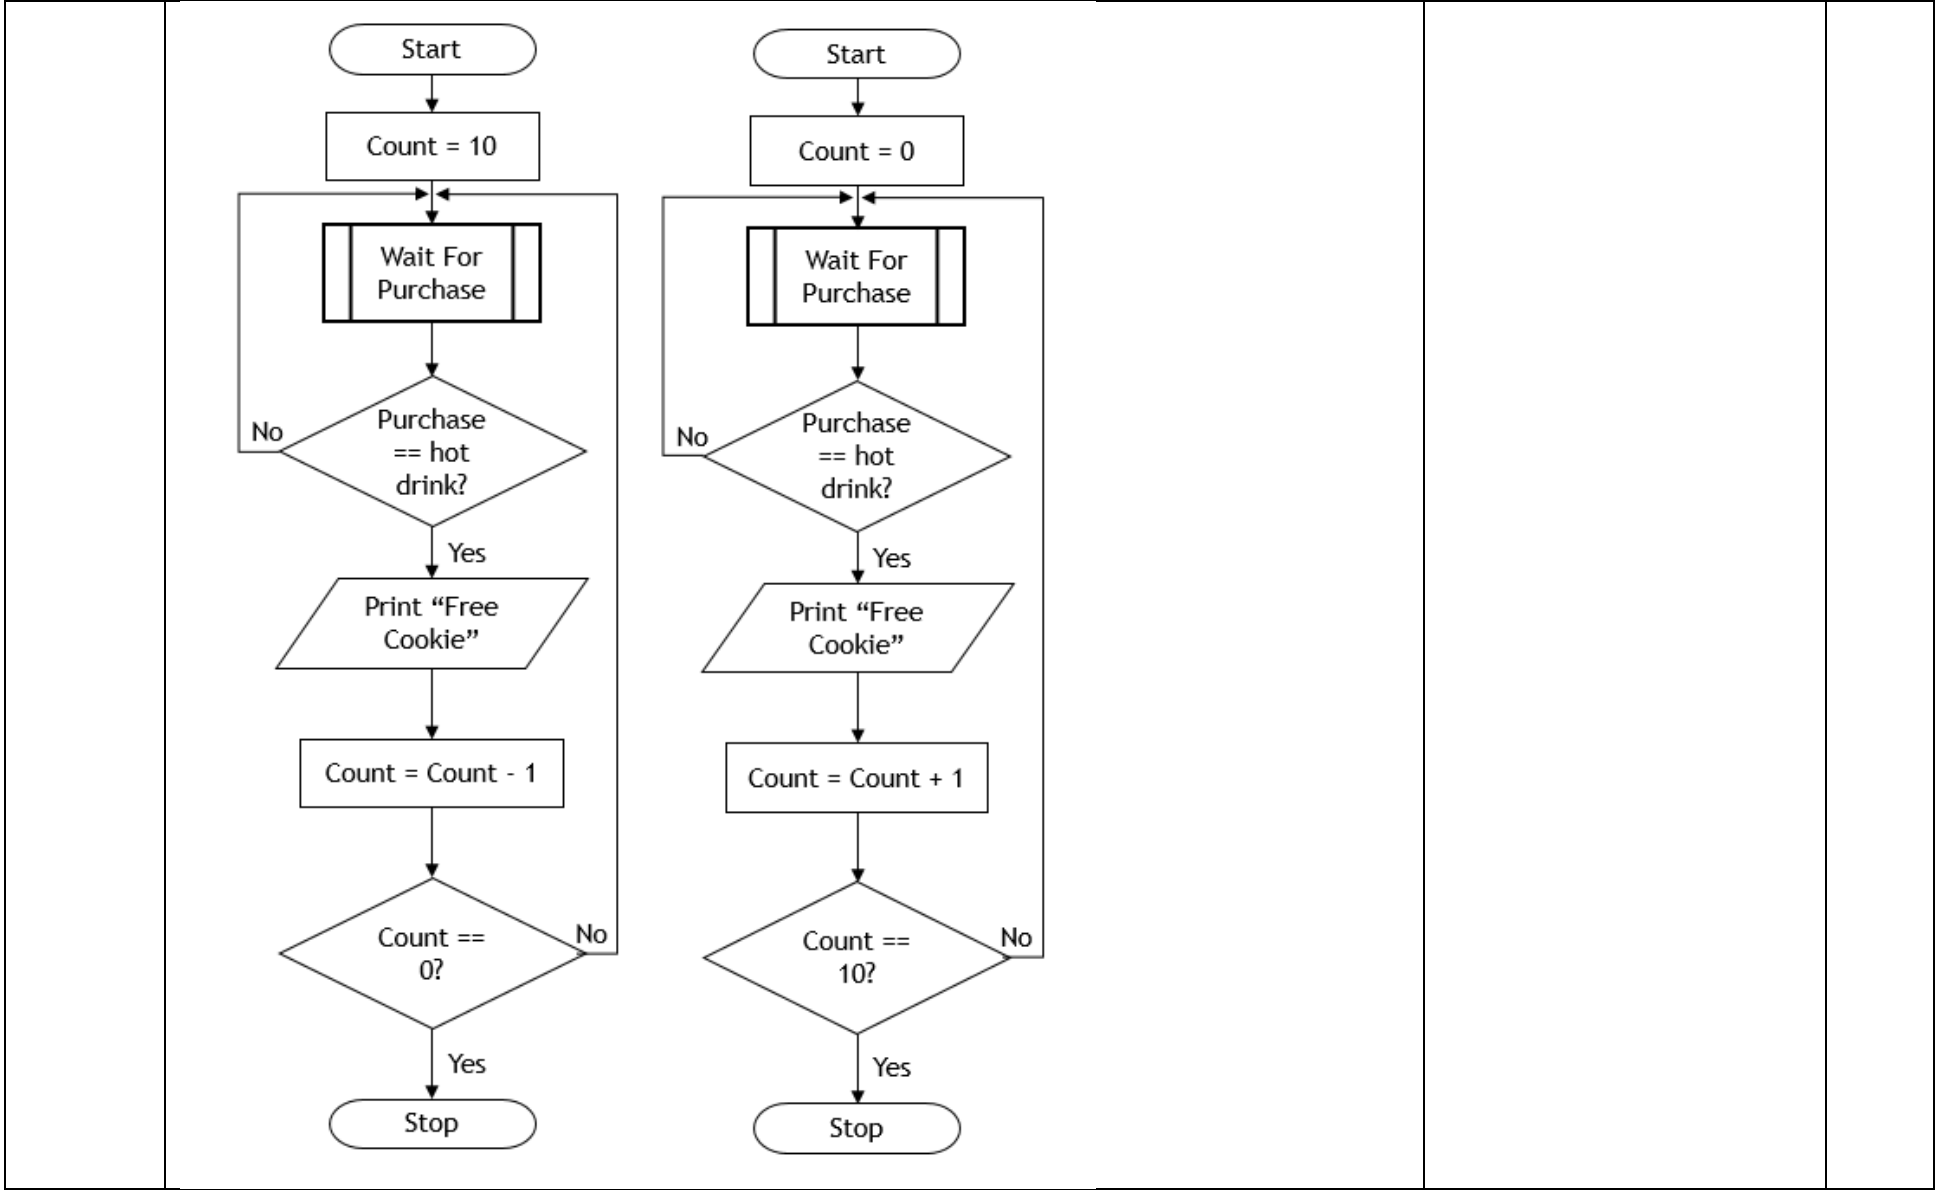 Start
Count = 10
Wait For
Purchase
No
Purchase
== hot
drink?
Yes
Print “Free
Cookie”
Count = Count - 1
Count ==
0?
No
Yes
Stop
Start
Count = 0
Wait For
Purchase
No
Purchase
== hot
drink?
Yes
Print “Free
Cookie”
Count = Count + 1
Count ==
10?
No
Yes
Stop